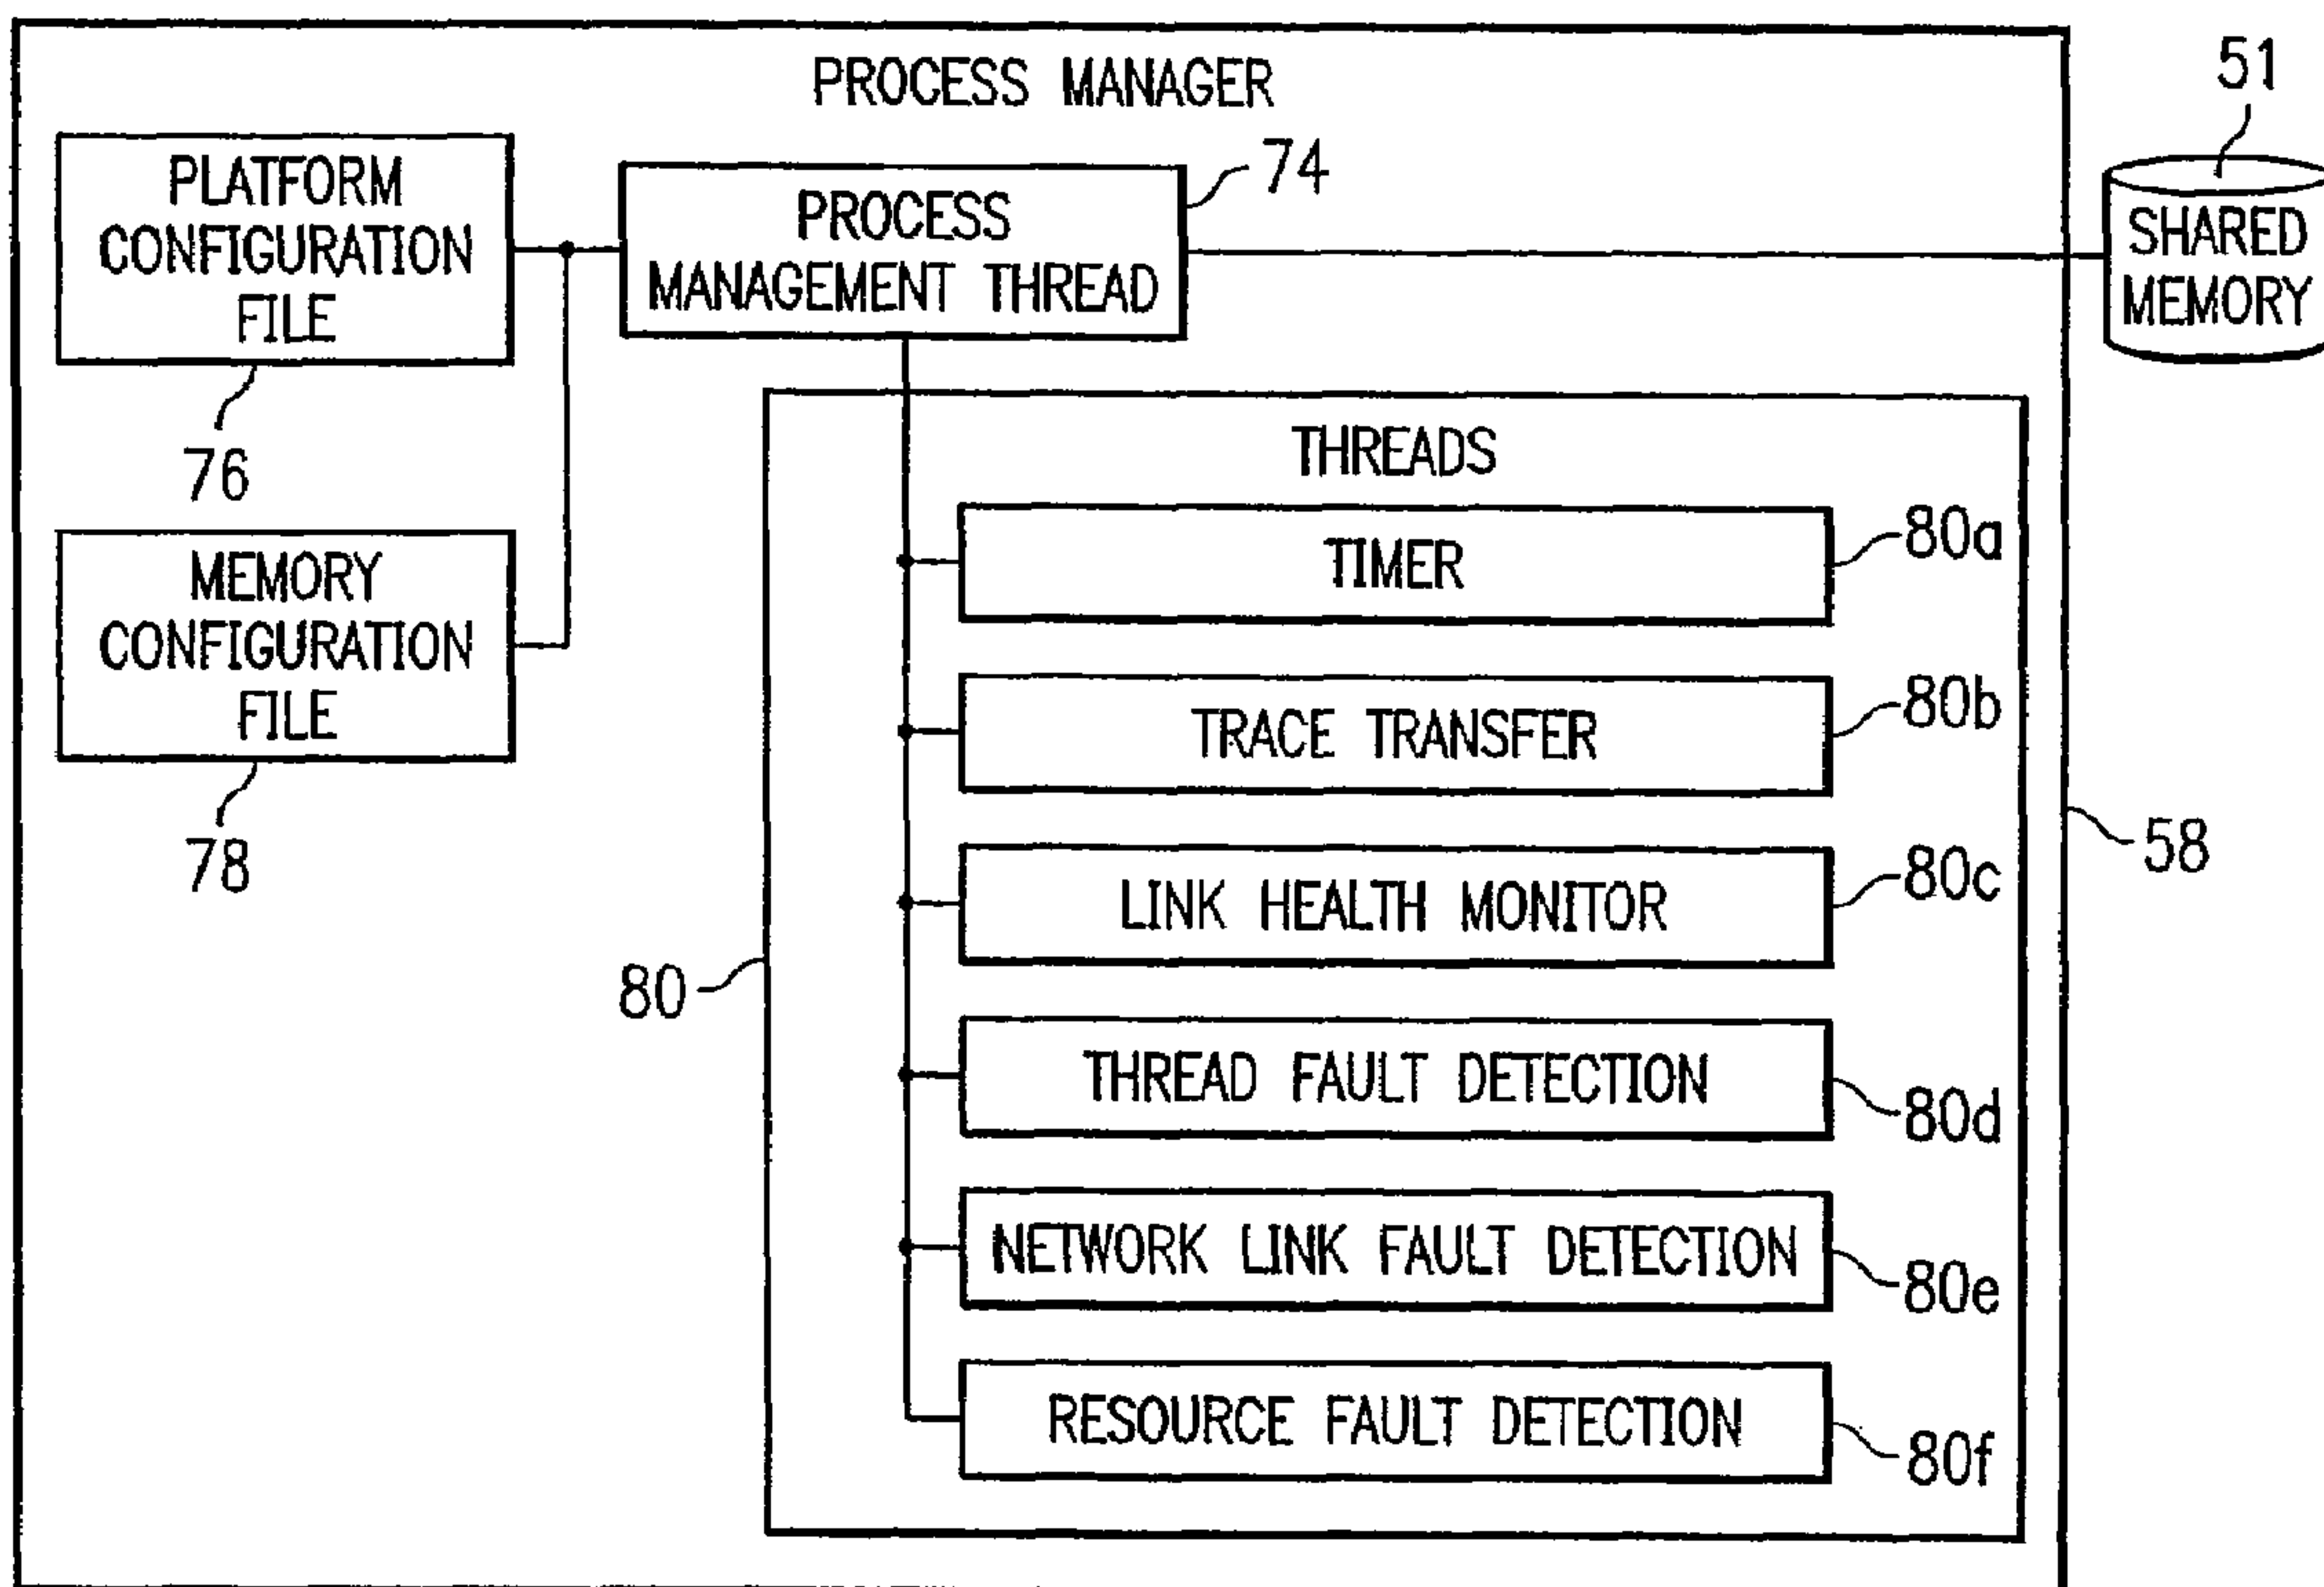 PROCESS MANAGER
51
PLATFORM
CONFIGURATION
FILE
76
PROCESS
MANAGEMENT THREAD
74
SHARED
MEMORY
MEMORY
CONFIGURATION
FILE
78
THREADS
TIMER
80a
TRACE TRANSFER
80b
LINK HEALTH MONITOR
80c
58
80
THREAD FAULT DETECTION
80d
NETWORK LINK FAULT DETECTION
80e
RESOURCE FAULT DETECTION
80f